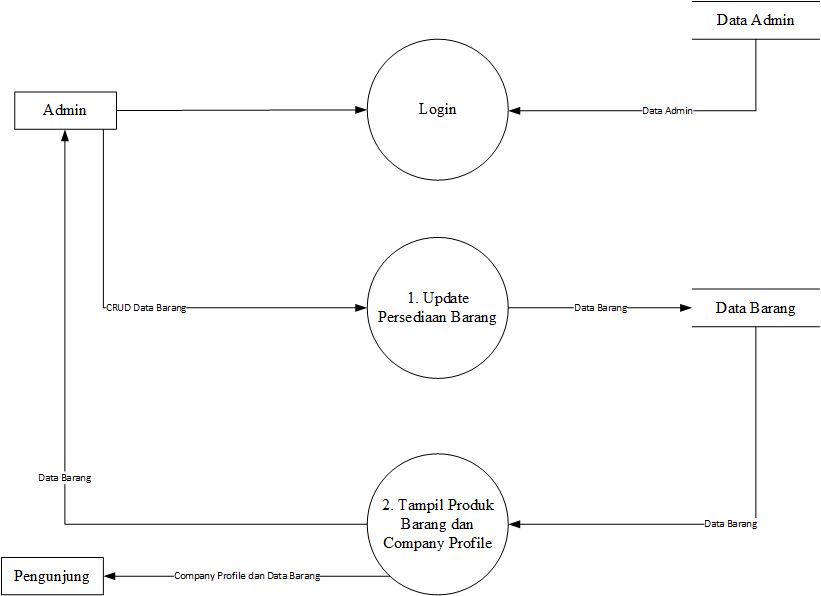 Data Admin
Admin
Login
Data Admin
1. Update
Persediaan Barang
CRUD Data Barang
Data Barang
Data Barang
Data Barang
2. Tampil Produk
Barang dan
Company Profile
Data Barang
Pengunjung
Company Profile dan Data Barang